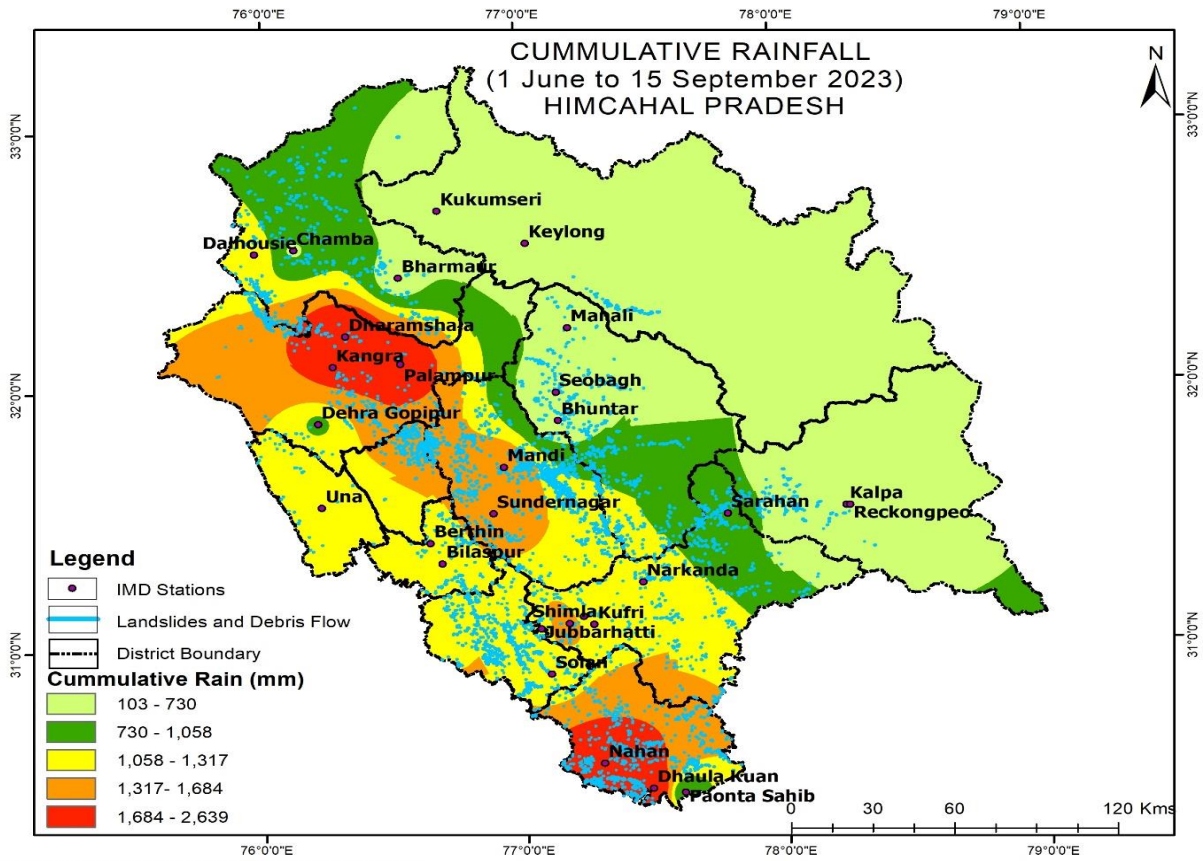 76°0'0"E 77°0'0"E 78°0'0"E 79°0'0"E
CUMMULATIVE RAINFALL
(1 June to 15 September 2023)
HIMCAHAL PRADESH
N
33°0'0"N
33°0'0"N
Kukumseri
Keylong
Dalhousie
Chamba
Bharmaur
Mahali
Dharamshala
Kangra
Palampur
32°0'0"N
32°0'0"N
Seobagh
Dehra Gopipur
Bhuntar
Mandi
Una
Sundernagar
Sarahan
Kalpa
Reckongpeo
Berthin
Bilaspur
Narkanda
Shimla
Kufri
Jubbarhatti
Solan
31°0'0"N
31°0'0"N
Nahan
Dhaula Kuan
Paonta Sahib
Legend
IMD Stations
Landslides and Debris Flow
District Boundary
Cummulative Rain (mm)
103 - 730
730 - 1,058
1,058 - 1,317
1,317- 1,684
1,684 - 2,639
0 30 60 120 Kms
76°0'0"E 77°0'0"E 78°0'0"E 79°0'0"E